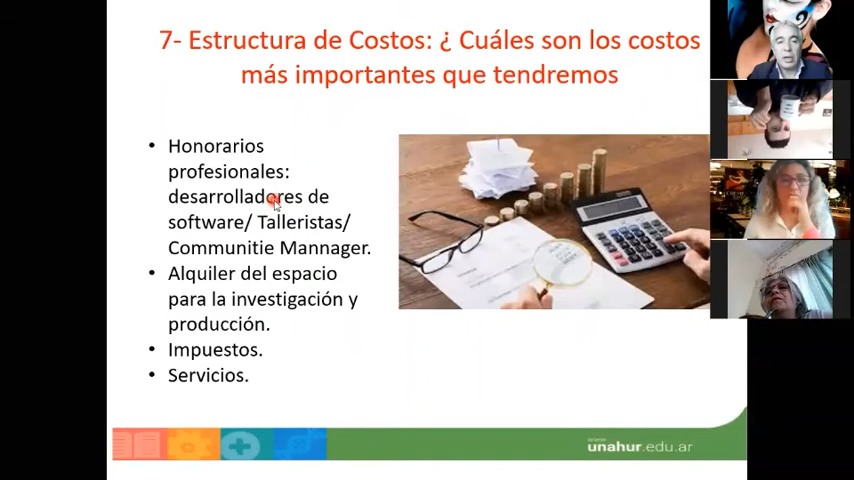 7- Estructura de Costos: ¿ Cuáles son los costos
más importantes que tendremos
• Honorarios
profesionales:
desarrolladores de
software/ Talleristas/
Communitie Mannager.
• Alquiler del espacio
para la investigación y
producción.
• Impuestos.
• Servicios.
www.
unahur.edu.ar